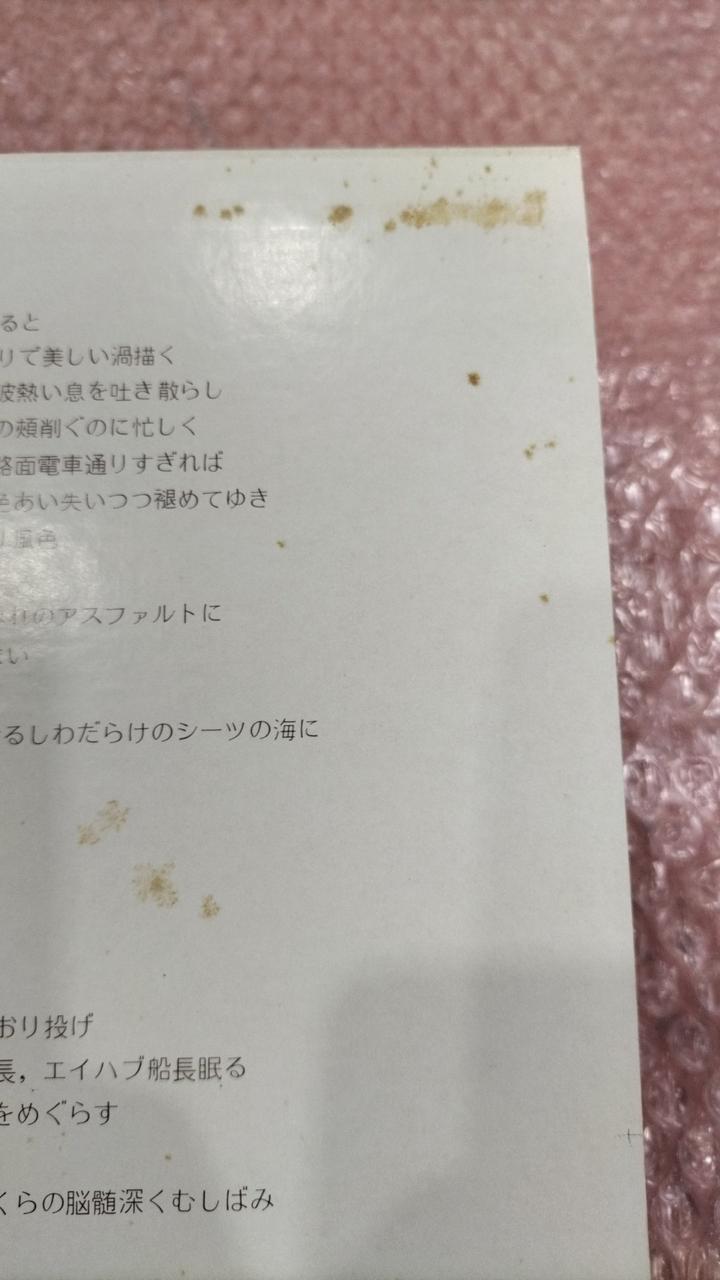 ると
りで美しい渦描く
波熱い息を吐き散らし
の頬削ぐのに忙しく
路面電車通りすぎれば
色あい失いつつ褪めてゆき
風色
のアスファルトに
るしわだらけのシーツの海に
おり投げ
長，エイハブ船長眠る
をめぐらす
くらの脳髄深くむしばみ